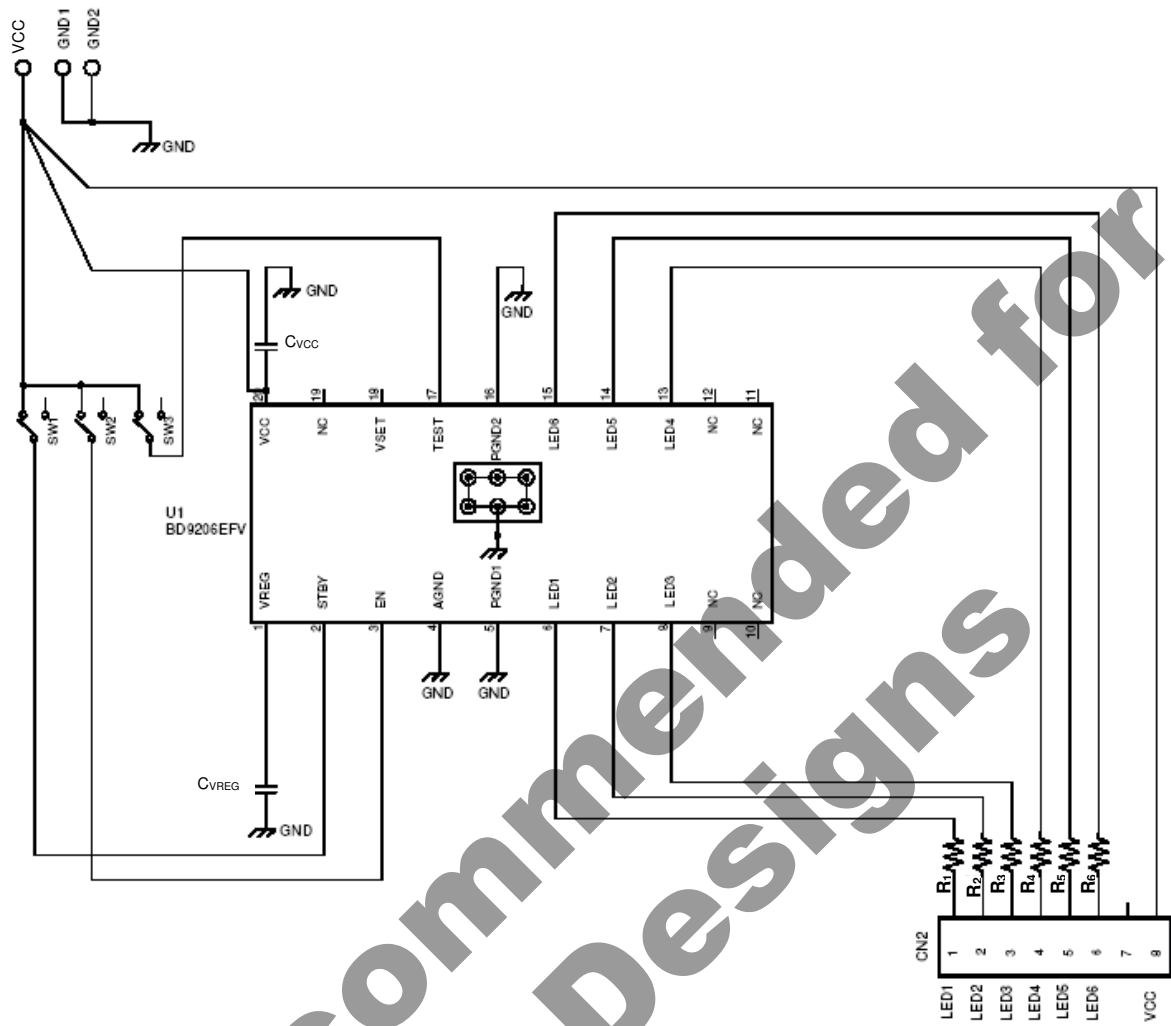 VCC
GND1
GND2
GND
GND
CVCC
GND
SW1
SW2
SW3
20
19
18
17
16
15
14
13
12
11
VCC
NC
VSET
TEST
PGND2
LED6
LED5
LED4
NC
NC
U1
BD9206EFV
VREG
STBY
EN
AGND
PGND1
LED1
LED2
LED3
NC
NC
1
2
3
4
5
6
7
8
9
10
GND
GND
CVREG
GND
R1
R2
R3
R4
R5
R6
CN2
1
2
3
4
5
6
7
8
LED1
LED2
LED3
LED4
LED5
LED6
VCC
ommended for
Designs